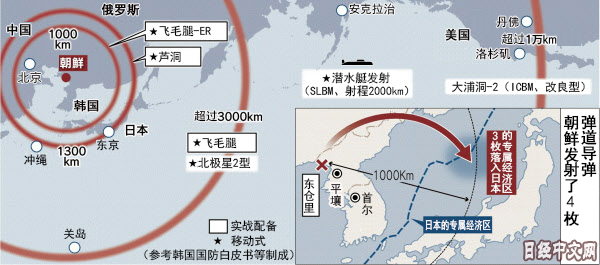 俄罗斯
中国
1000
km
★飞毛腿-ER
★芦洞
北京
朝鲜
韩国
日本
东京
1300
km
冲绳
关岛
超过3000km
★飞毛腿
★北极星2型
实战配备
★ 移动式
(参考韩国国防白皮书等制成)
安克拉治
★潜水艇发射
(SLBM、射程2000km)
美国
丹佛
超过1万km
洛杉矶
大浦洞-2(ICBM、改良型)
弹道导弹
朝鲜发射了4枚
3枚落入日本
的专属经济区
1000Km
东仓里
平壤
首尔
日本的专属经济区
日经中文网